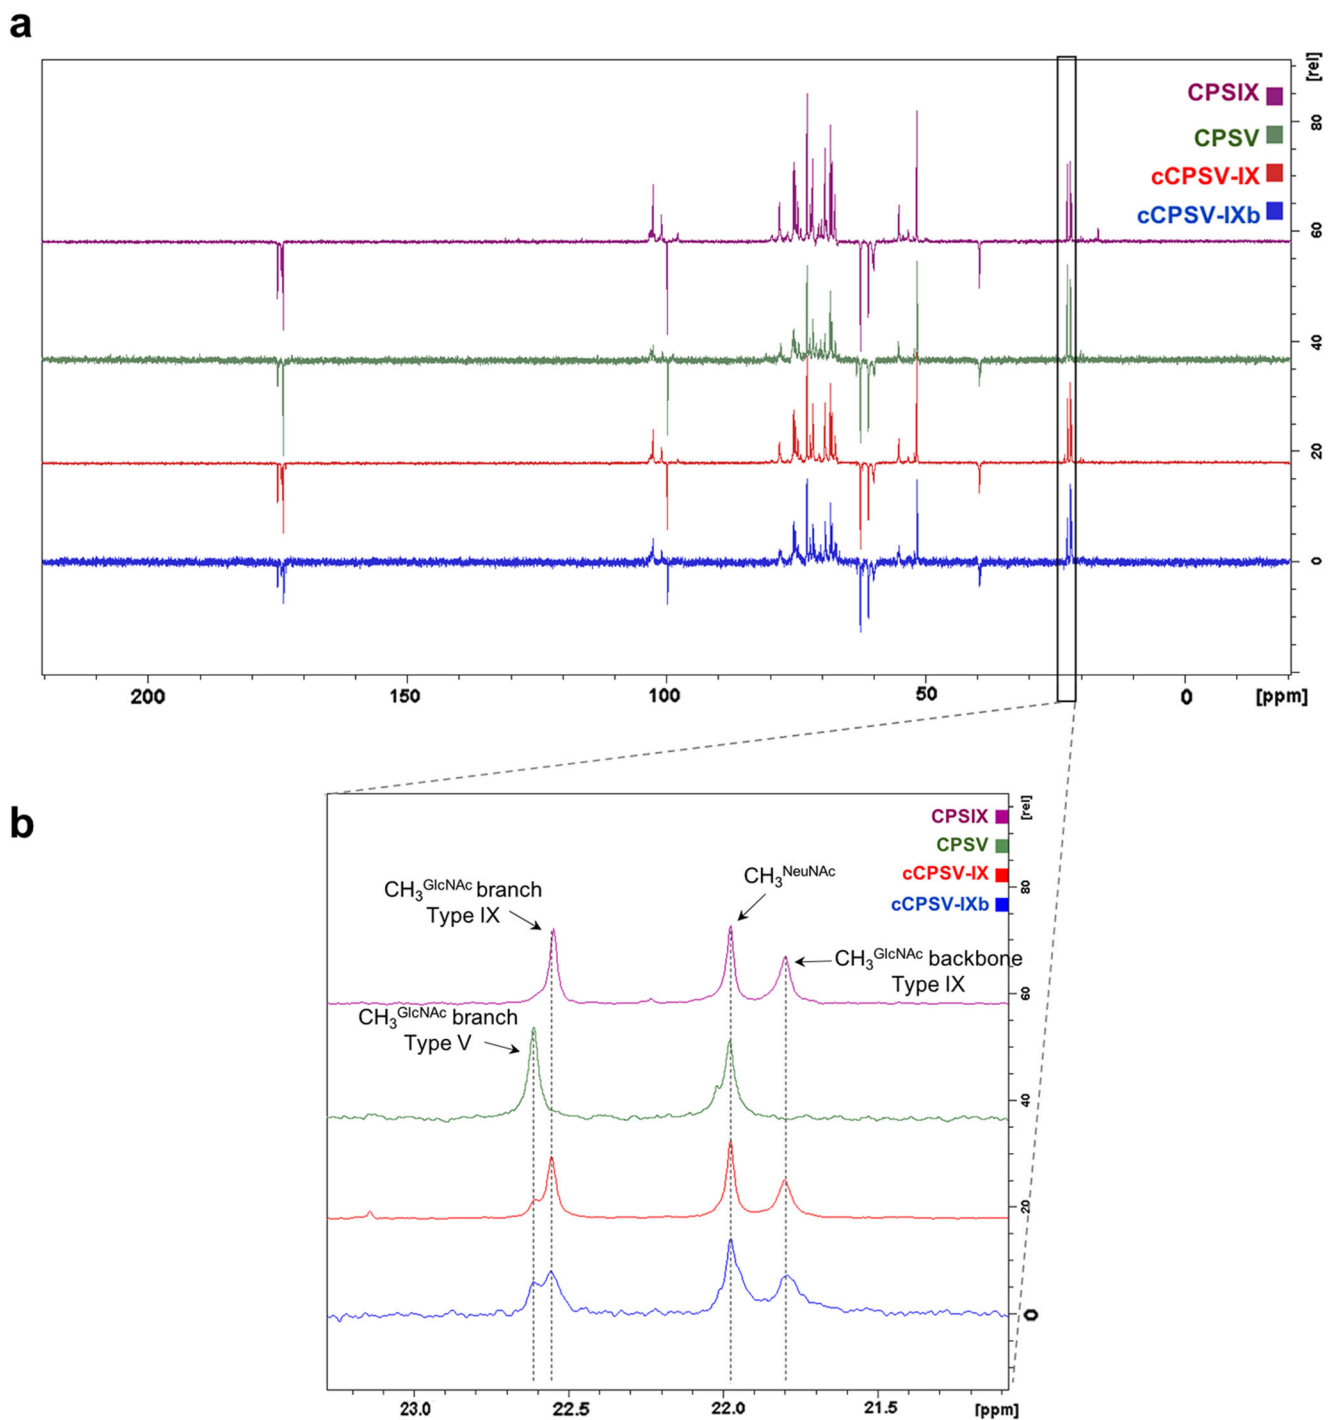 a
[rel]
CPSIX
CPSV
cCPSV-IX
cCPSV-IXb
80
60
40
20
0
200
150
100
50
0
[ppm]
b
[rel]
CPSIX
CPSV
cCPSV-IX
cCPSV-IXb
80
CH3GlcNAc branch
Type IX
CH3NeuNAc
CH3GlcNAc backbone
Type IX
60
CH3GlcNAc branch
Type V
40
20
0
23.0
22.5
22.0
21.5
[ppm]